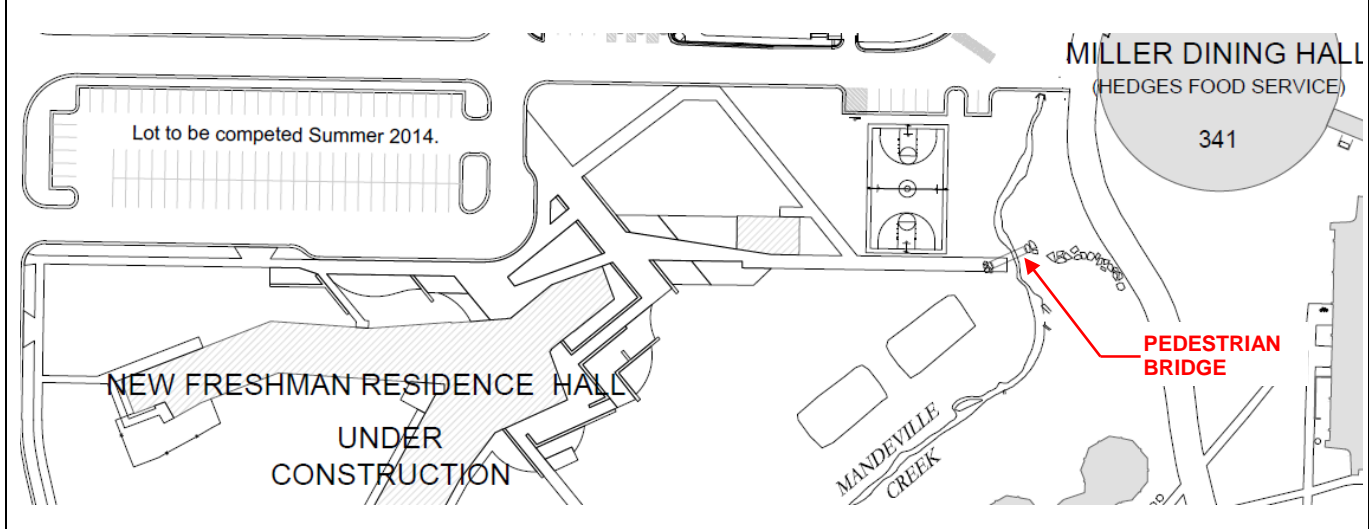 MILLER DINING HALL
(HEDGES FOOD SERVICE)
341
Lot to be competed Summer 2014.
PEDESTRIAN
BRIDGE
NEW FRESHMAN RESIDENCE HALL
UNDER
CONSTRUCTION
MANDEVILLE
CREEK